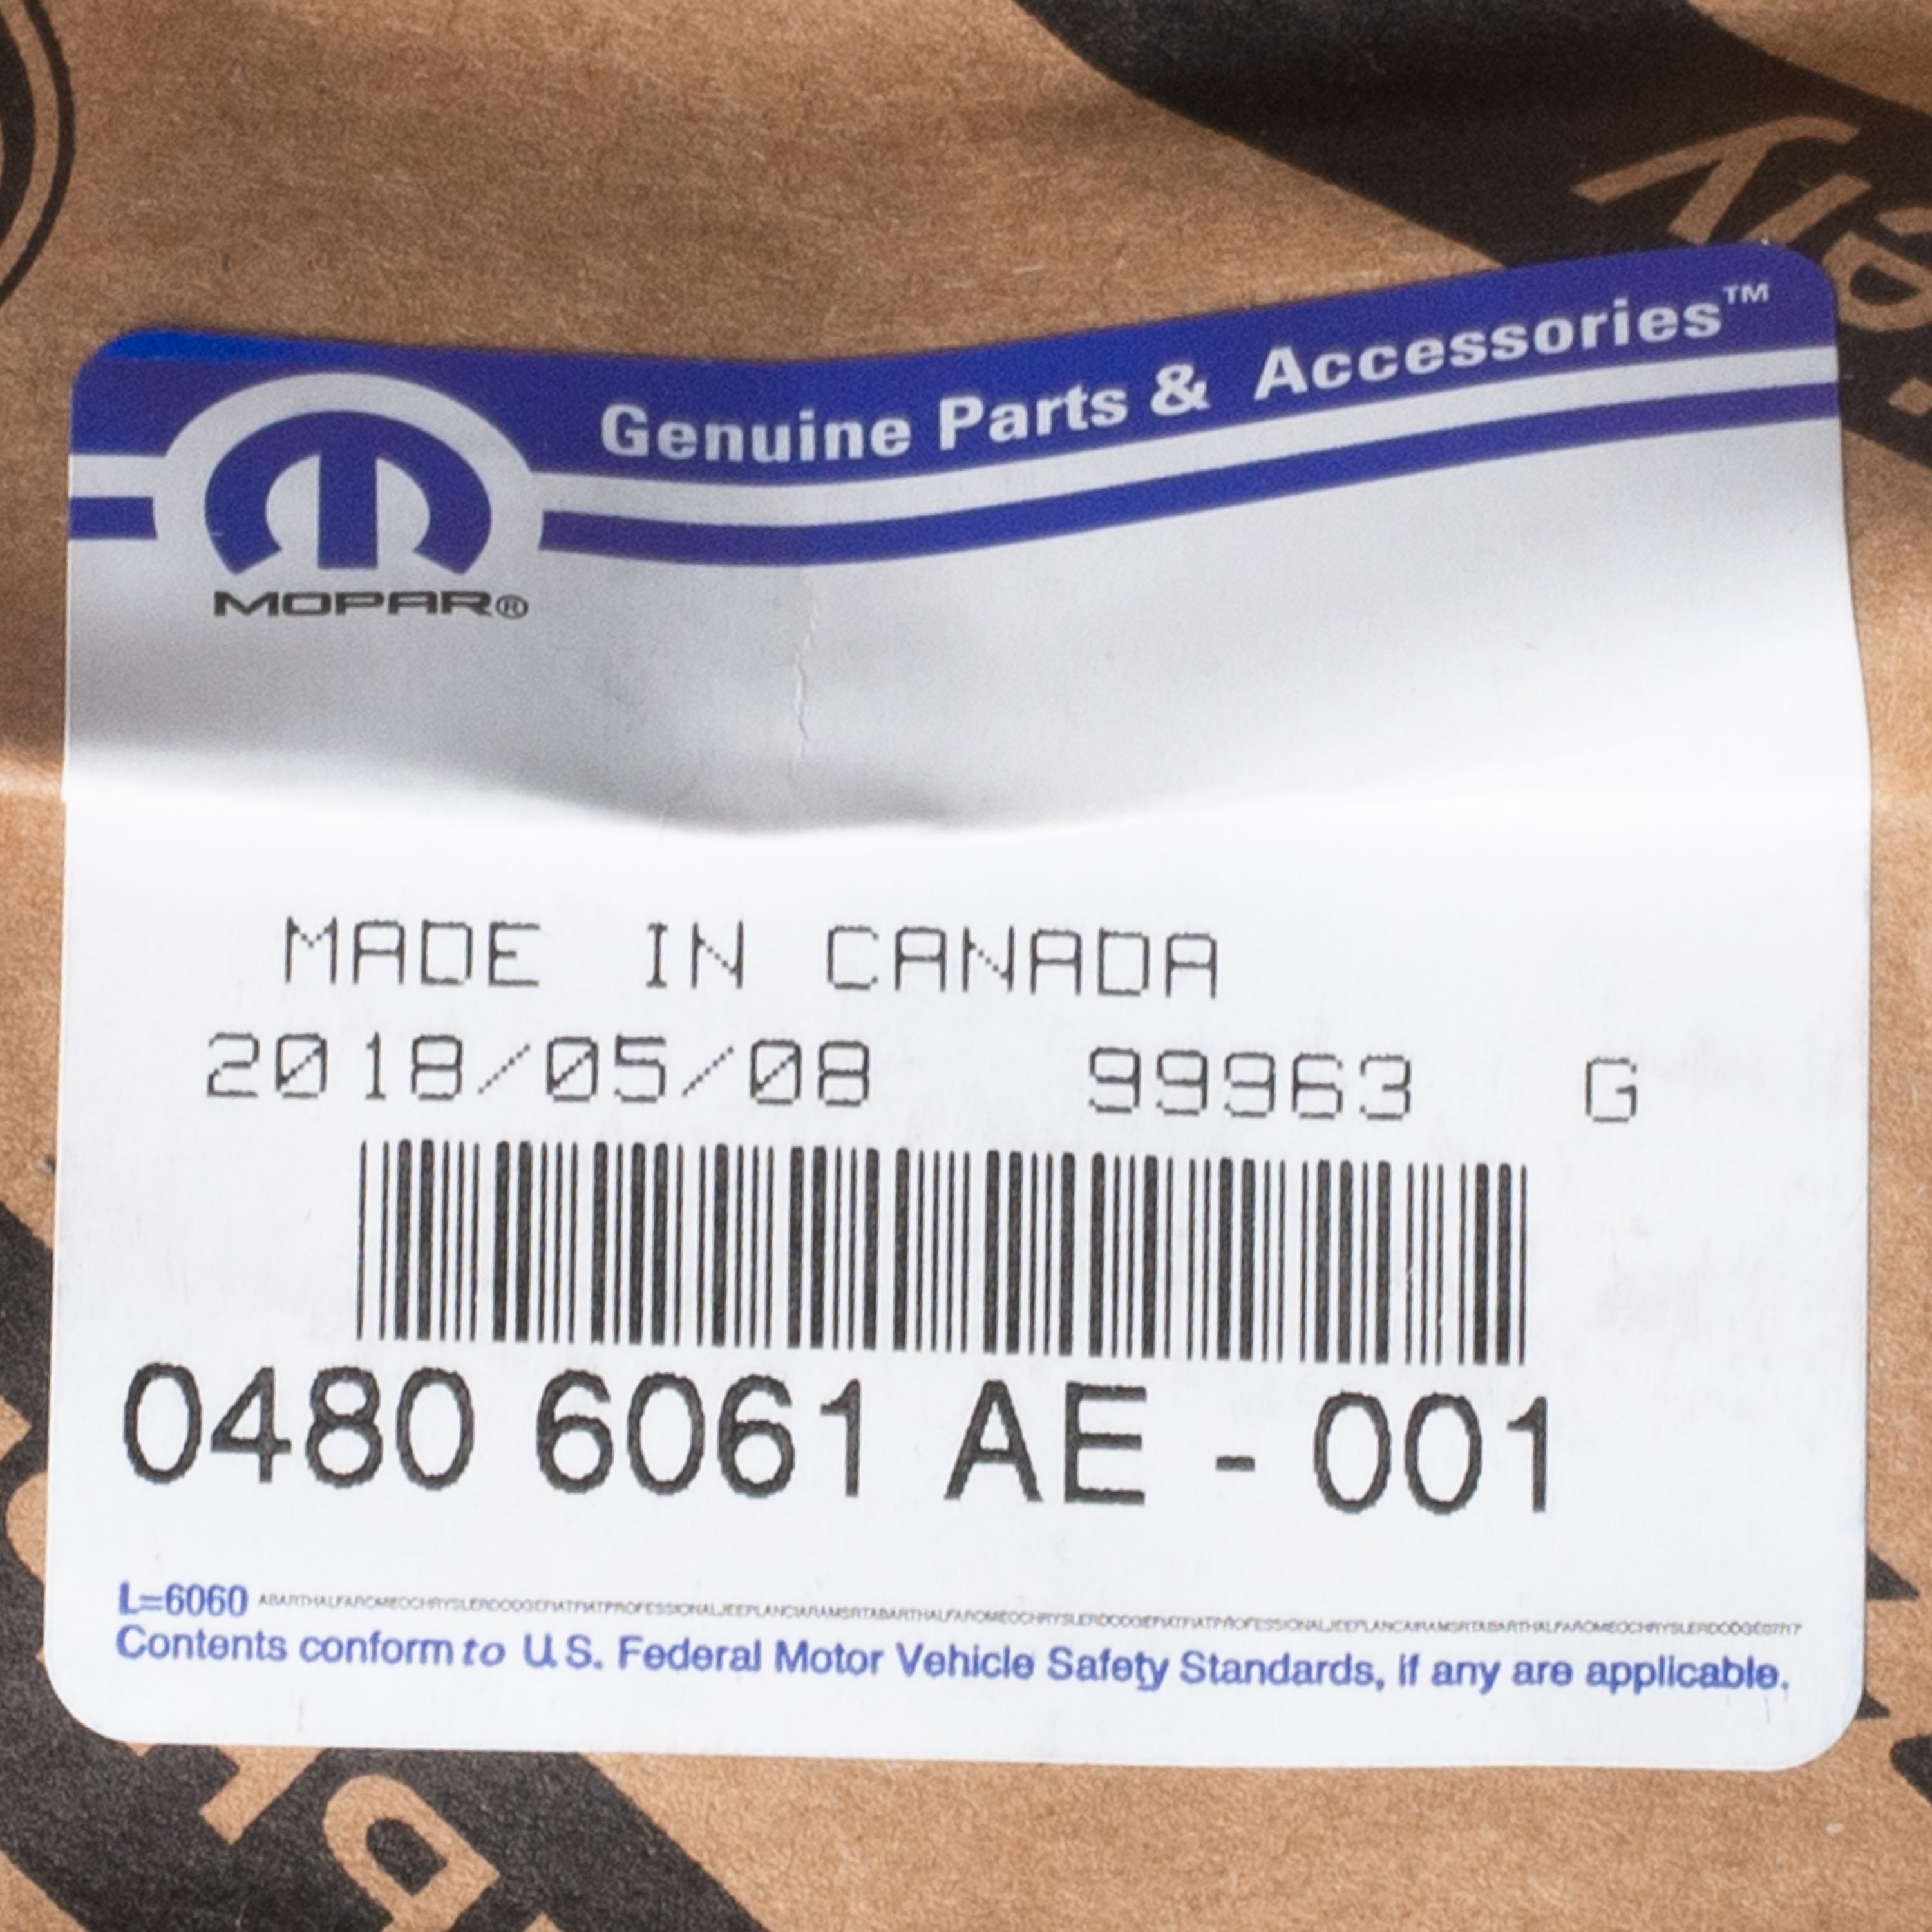 Genuine Parts & Accessories™
MOPAR®
MADE IN CANADA
2018/05/08 99963 G
0480 6061 AE - 001
L=6060
Contents conform to U.S. Federal Motor Vehicle Safety Standards, if any are applicable.